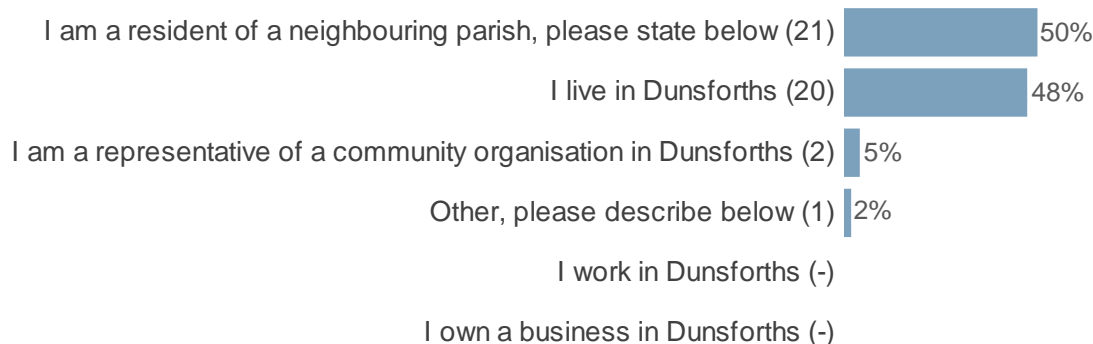 I am a resident of a neighbouring parish, please state below (21) 50%
I live in Dunsforths (20) 48%
I am a representative of a community organisation in Dunsforths (2) 5%
Other, please describe below (1) 2%
I work in Dunsforths (-)
I own a business in Dunsforths (-)